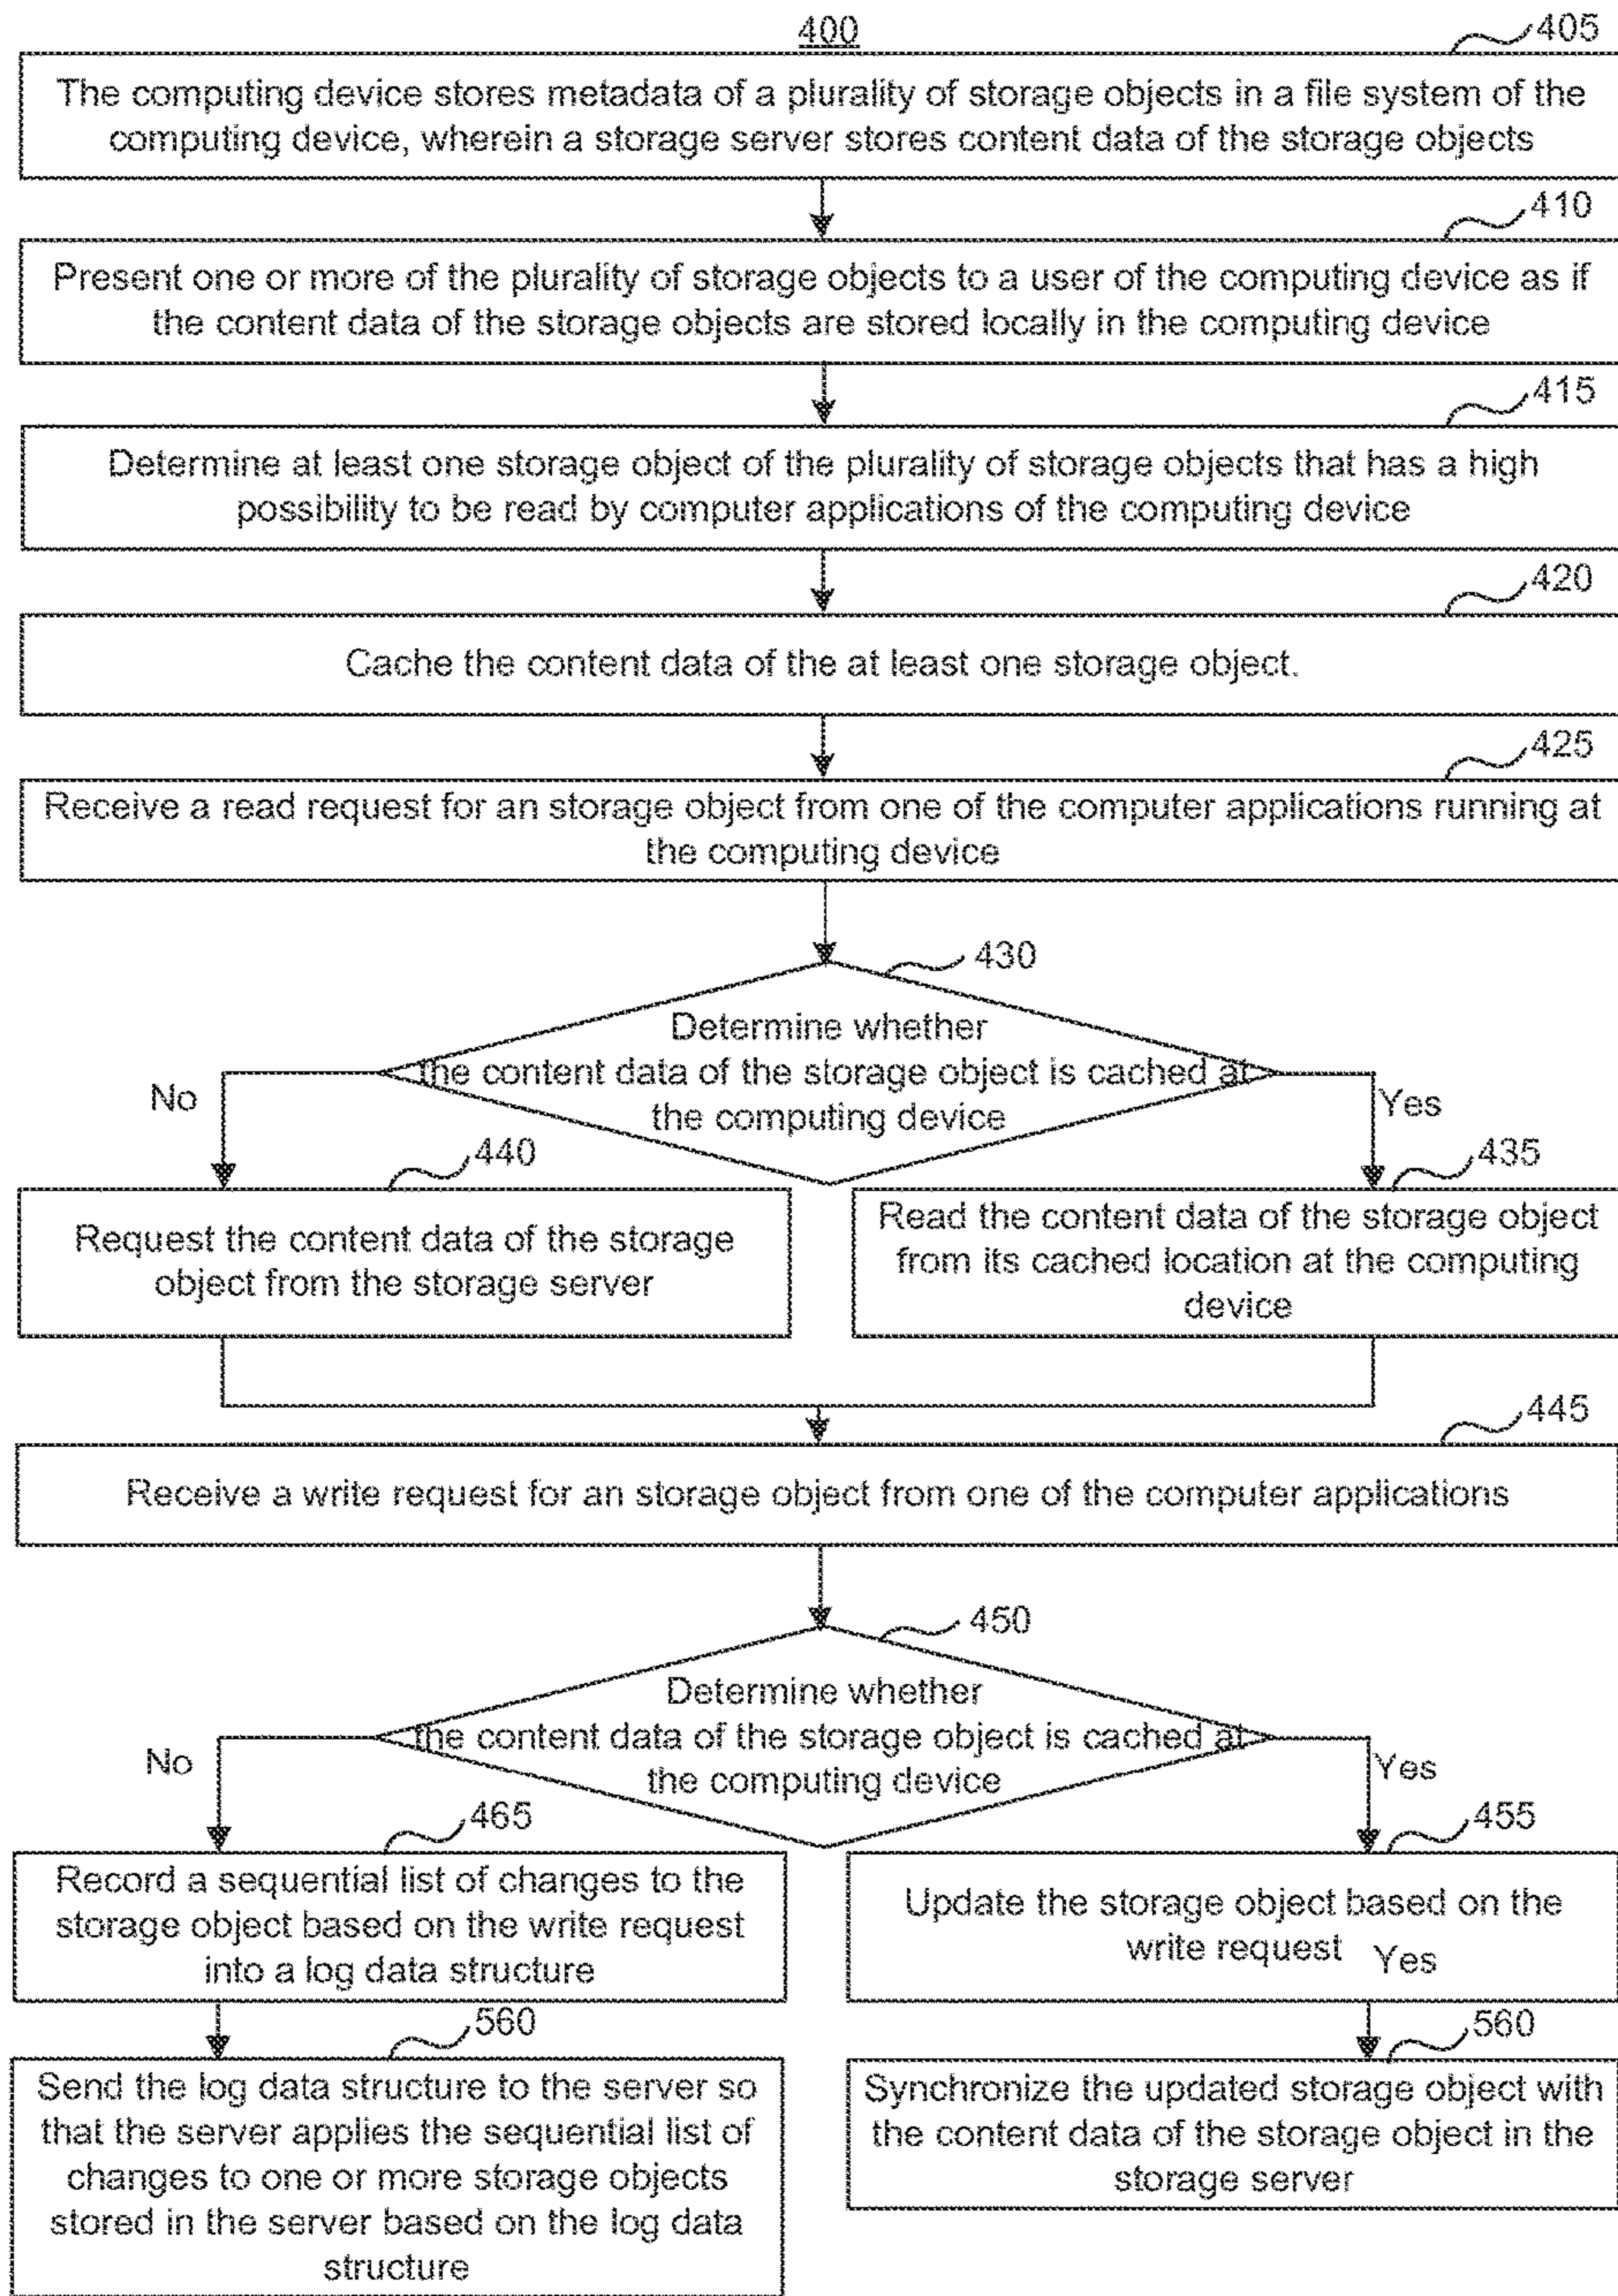 400
405
The computing device stores metadata of a plurality of storage objects in a file system of the
computing device, wherein a storage server stores content data of the storage objects
410
Present one or more of the plurality of storage objects to a user of the computing device as if
the content data of the storage objects are stored locally in the computing device
415
Determine at least one storage object of the plurality of storage objects that has a high
possibility to be read by computer applications of the computing device
420
Cache the content data of the at least one storage object.
425
Receive a read request for an storage object from one of the computer applications running at
the computing device
430
Determine whether
the content data of the storage object is cached at
the computing device
No
Yes
440
Request the content data of the storage
object from the storage server
435
Read the content data of the storage object
from its cached location at the computing
device
445
Receive a write request for an storage object from one of the computer applications
450
Determine whether
the content data of the storage object is cached at
the computing device
No
Yes
465
Record a sequential list of changes to the
storage object based on the write request
into a log data structure
455
Update the storage object based on the
write request
Yes
560
Send the log data structure to the server so
that the server applies the sequential list of
changes to one or more storage objects
stored in the server based on the log data
structure
560
Synchronize the updated storage object with
the content data of the storage object in the
storage server